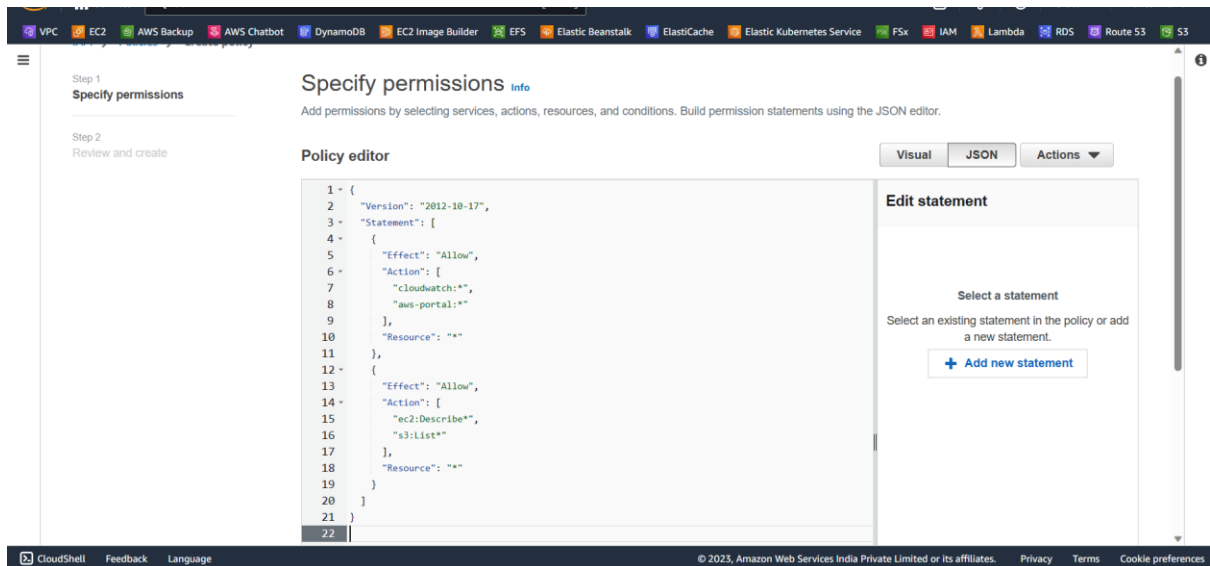 VPC EC2 AWS Backup AWS Chatbot DynamoDB EC2 Image Builder EFS Elastic Beanstalk ElastiCache Elastic Kubernetes Service FSx IAM Lambda RDS Route 53 S3
Step 1
Specify permissions
Step 2
Review and create
Specify permissions Info
Add permissions by selecting services, actions, resources, and conditions. Build permission statements using the JSON editor.
Policy editor
Visual JSON Actions
1 {
2 "Version": "2012-10-17",
3 "Statement": [
4 {
5 "Effect": "Allow",
6 "Action": [
7 "cloudwatch:*",
8 "aws-portal:*"
9 ],
10 "Resource": "*"
11 },
12 {
13 "Effect": "Allow",
14 "Action": [
15 "ec2:Describe*",
16 "s3:List*"
17 ],
18 "Resource": "*"
19 }
20 ]
21 }
22
Edit statement
Select a statement
Select an existing statement in the policy or add
a new statement.
+ Add new statement
CloudShell Feedback Language © 2023, Amazon Web Services India Private Limited or its affiliates. Privacy Terms Cookie preferences